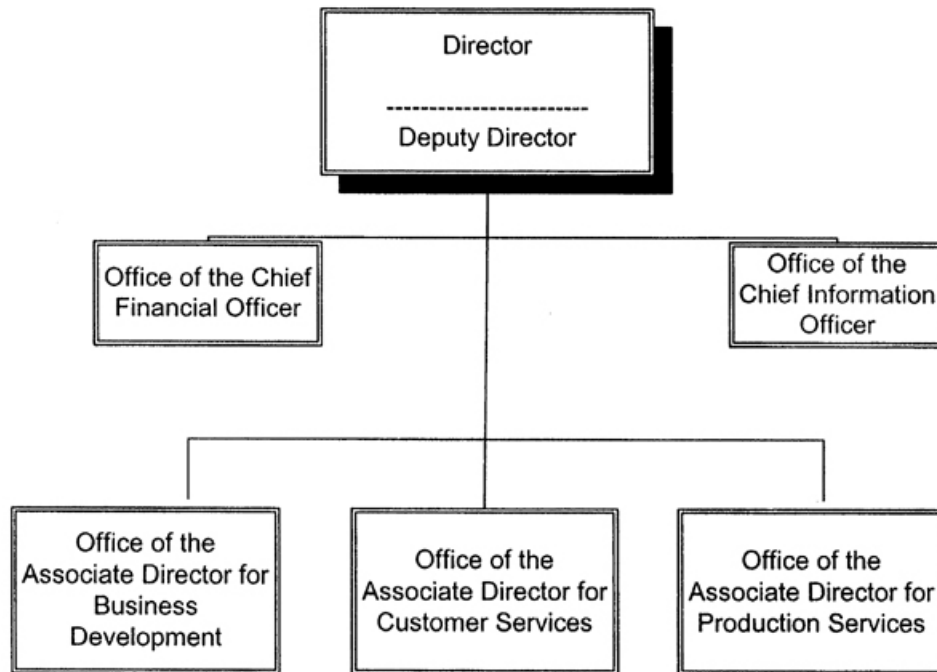 Director
Deputy Director
Office of the Chief
Financial Officer
Office of the
Chief Information
Officer
Office of the
Associate Director for
Business
Development
Office of the
Associate Director for
Customer Services
Office of the
Associate Director for
Production Services